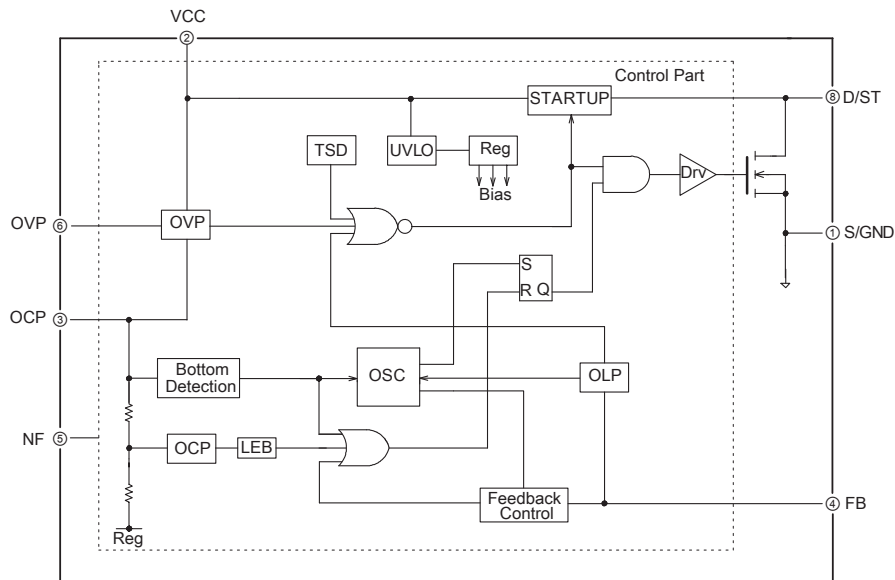 VCC
②
Control Part
STARTUP
⑧ D/ST
TSD
UVLO
Reg
Drv
Bias
OVP ⑥
OVP
① S/GND
S
R Q
OCP ③
Bottom
Detection
OSC
OLP
NF ⑤
OCP
LEB
Feedback
Control
④ FB
Reg